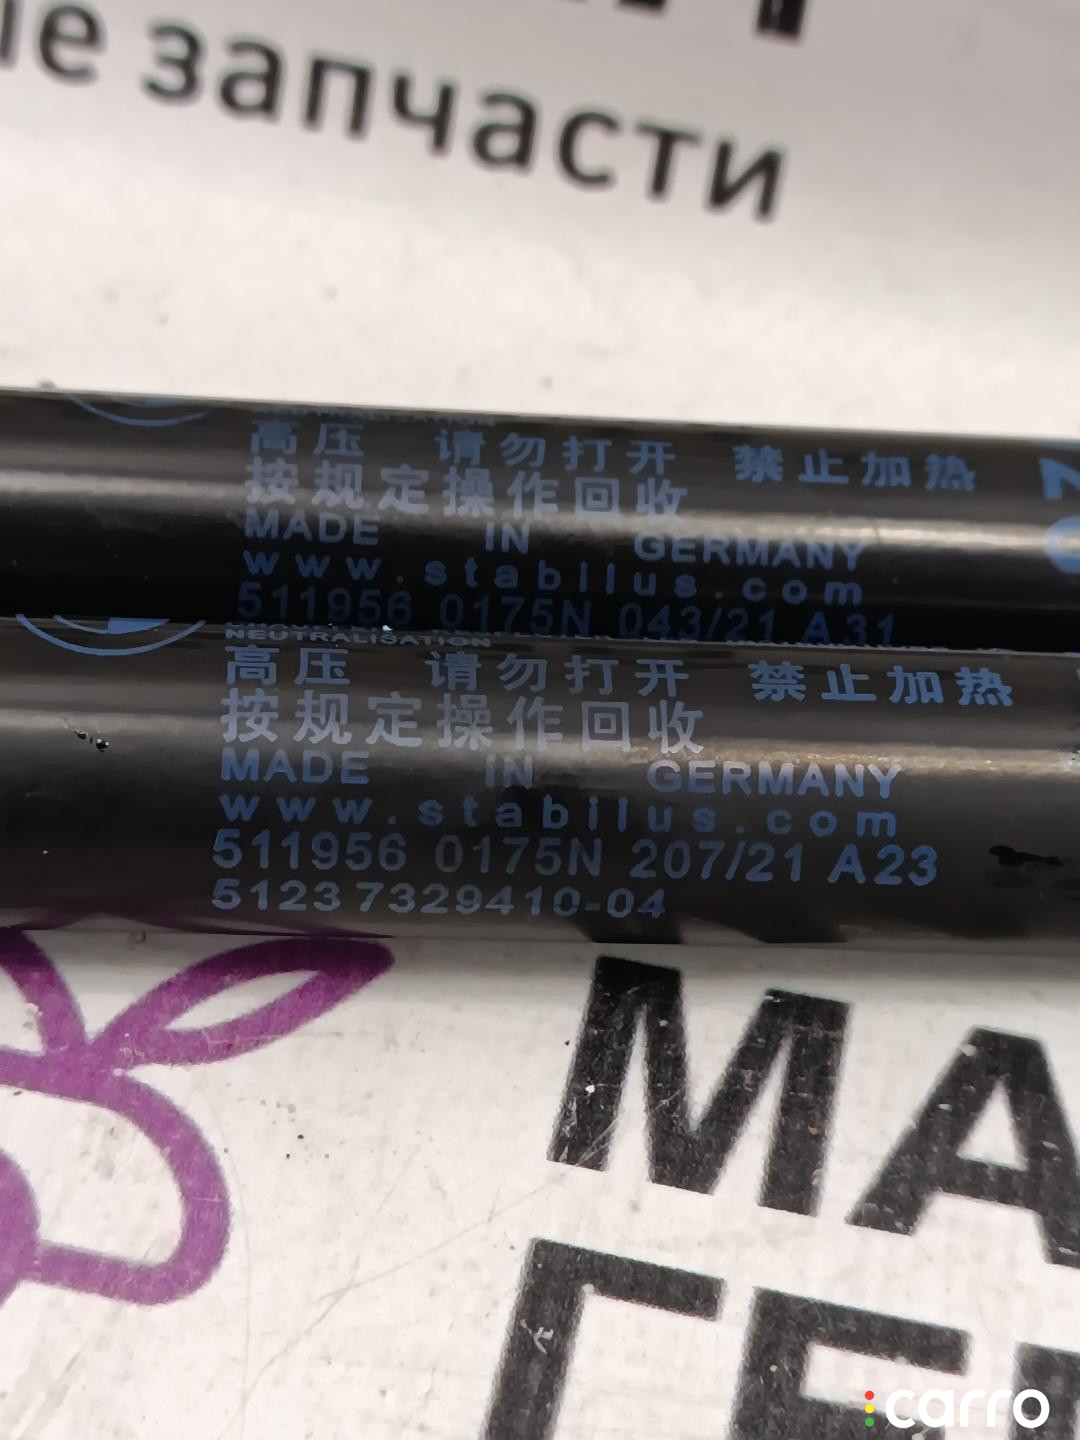 запчасти
NEUTRALISATION
高压 请勿打开 禁止加热
按规定操作回收
MADE IN GERMANY
www.stabilus.com
511956 0175N 043/21 A31
NEUTRALISATION
高压 请勿打开 禁止加热
按规定操作回收
MADE IN GERMANY
www.stabilus.com
511956 0175N 207/21 A23
5123 7329410-04
МА
carro